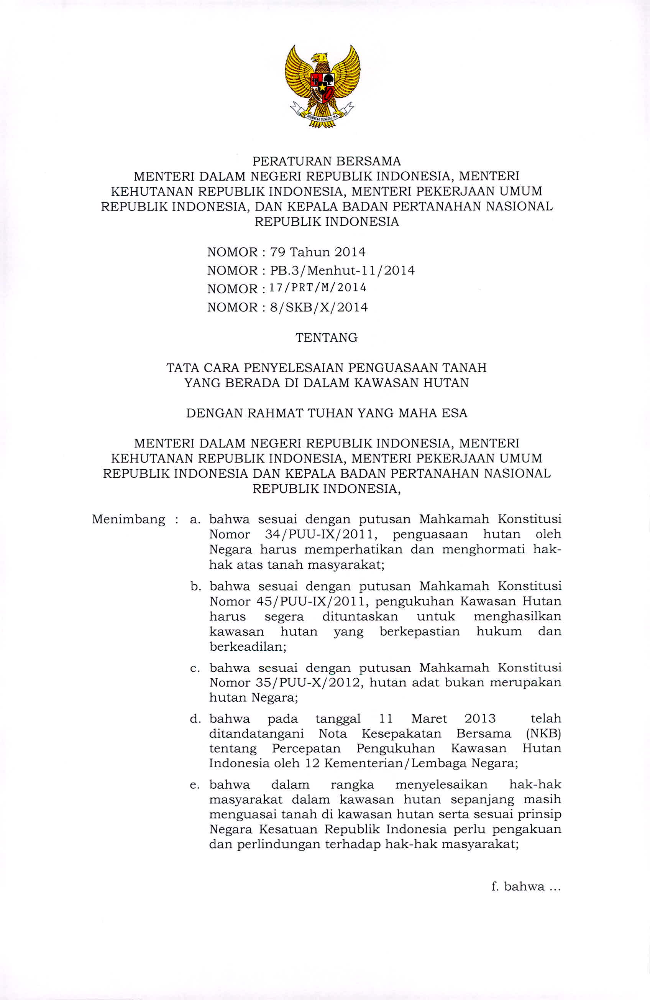 BHINNEKA TUNGGAL IKA
PERATURAN BERSAMA
MENTERI DALAM NEGERI REPUBLIK INDONESIA, MENTERI
KEHUTANAN REPUBLIK INDONESIA, MENTERI PEKERJAAN UMUM
REPUBLIK INDONESIA, DAN KEPALA BADAN PERTANAHAN NASIONAL
REPUBLIK INDONESIA
NOMOR : 79 Tahun 2014
NOMOR : PB.3/Menhut-11/2014
NOMOR : 17/PRT/M/2014
NOMOR : 8/SKB/X/2014
TENTANG
TATA CARA PENYELESAIAN PENGUASAAN TANAH
YANG BERADA DI DALAM KAWASAN HUTAN
DENGAN RAHMAT TUHAN YANG MAHA ESA
MENTERI DALAM NEGERI REPUBLIK INDONESIA, MENTERI
KEHUTANAN REPUBLIK INDONESIA, MENTERI PEKERJAAN UMUM
REPUBLIK INDONESIA DAN KEPALA BADAN PERTANAHAN NASIONAL
REPUBLIK INDONESIA,
Menimbang : a. bahwa sesuai dengan putusan Mahkamah Konstitusi
Nomor 34/PUU-IX/2011, penguasaan hutan oleh
Negara harus memperhatikan dan menghormati hak-
hak atas tanah masyarakat;
b. bahwa sesuai dengan putusan Mahkamah Konstitusi
Nomor 45/PUU-IX/2011, pengukuhan Kawasan Hutan
harus segera dituntaskan untuk menghasilkan
kawasan hutan yang berkepastian hukum dan
berkeadilan;
c. bahwa sesuai dengan putusan Mahkamah Konstitusi
Nomor 35/PUU-X/2012, hutan adat bukan merupakan
hutan Negara;
d. bahwa pada tanggal 11 Maret 2013 telah
ditandatangani Nota Kesepakatan Bersama (NKB)
tentang Percepatan Pengukuhan Kawasan Hutan
Indonesia oleh 12 Kementerian/Lembaga Negara;
e. bahwa dalam rangka menyelesaikan hak-hak
masyarakat dalam kawasan hutan sepanjang masih
menguasai tanah di kawasan hutan serta sesuai prinsip
Negara Kesatuan Republik Indonesia perlu pengakuan
dan perlindungan terhadap hak-hak masyarakat;
f. bahwa ...